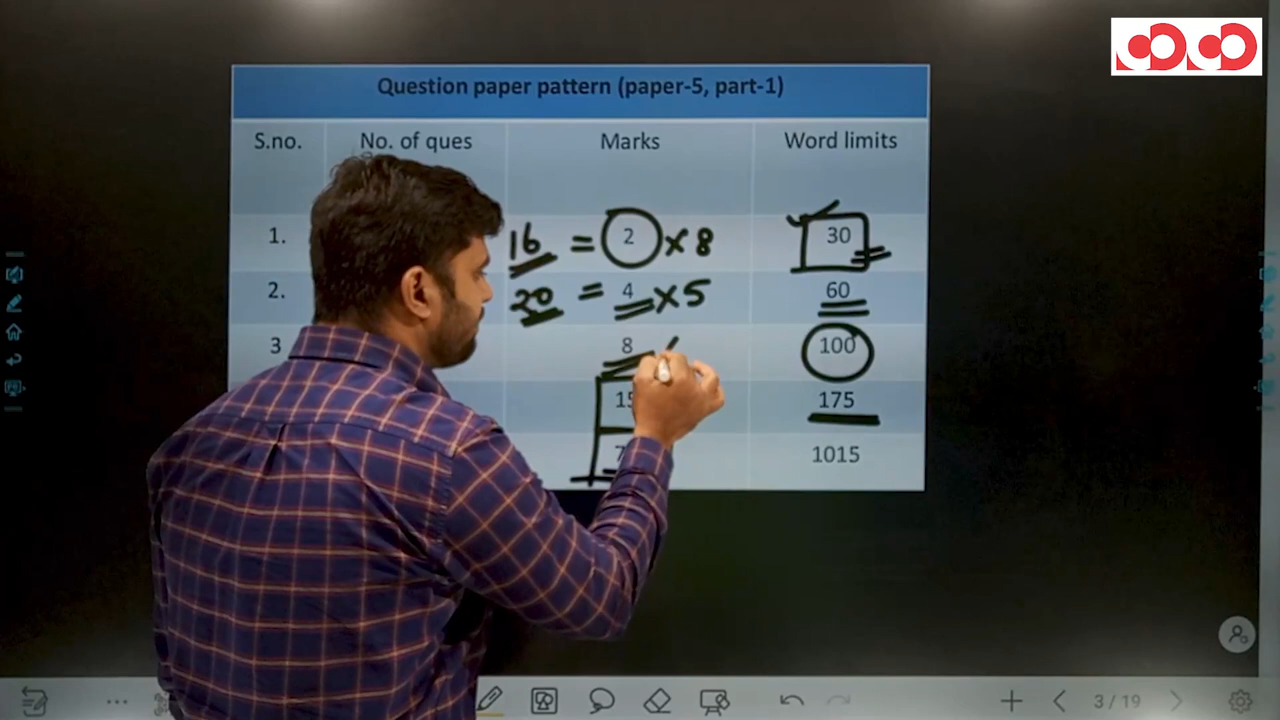 Question paper pattern (paper-5, part-1)
S.no. No. of ques Marks Word limits
1. 16 = 2 × 8 30
2. 20 = 4 × 5 60
3 8 100
175
1015
3 / 19